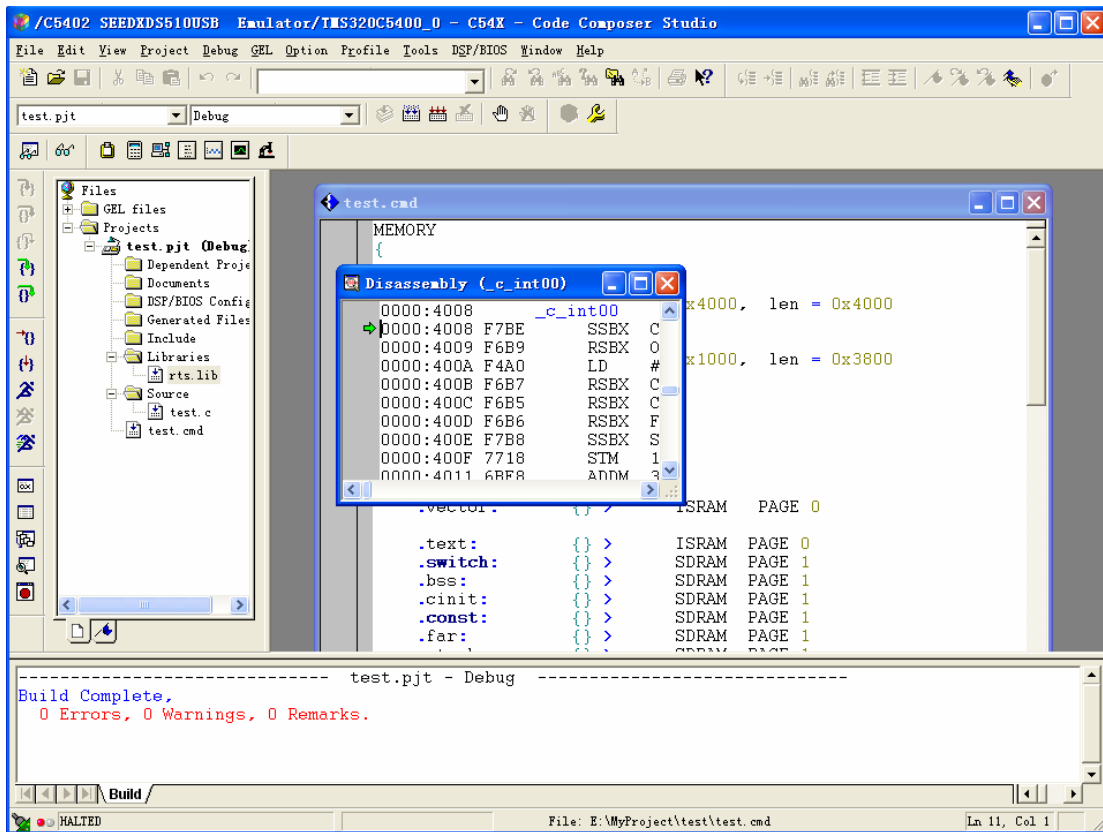 /C5402 SEEDXDS510USB Emulator/TMS320C5400_0 - C54X - Code Composer Studio
File Edit View Project Debug GEL Option Profile Tools DSP/BIOS Window Help
test.pjt Debug
Files
GEL files
Projects
test.pjt (Debug
Dependent Proje
Documents
DSP/BIOS Config
Generated Files
Include
Libraries
rts.lib
Source
test.c
test.cmd
test.cmd
MEMORY
{
x4000, len = 0x4000
x1000, len = 0x3800
Disassembly (_c_int00)
0000:4008 _c_int00
0000:4008 F7BE SSBX C
0000:4009 F6B9 RSBX O
0000:400A F4A0 LD #
0000:400B F6B7 RSBX C
0000:400C F6B5 RSBX C
0000:400D F6B6 RSBX F
0000:400E F7B8 SSBX S
0000:400F 7718 STM 1
0000:4011 6BF8 ADDM 3
.vector: {} > ISRAM PAGE 0
.text: {} > ISRAM PAGE 0
.switch: {} > SDRAM PAGE 1
.bss: {} > SDRAM PAGE 1
.cinit: {} > SDRAM PAGE 1
.const: {} > SDRAM PAGE 1
.far: {} > SDRAM PAGE 1
------------------------------ test.pjt - Debug ------------------------------
Build Complete,
0 Errors, 0 Warnings, 0 Remarks.
Build
HALTED File: E:\MyProject\test\test.cmd Ln 11, Col 1